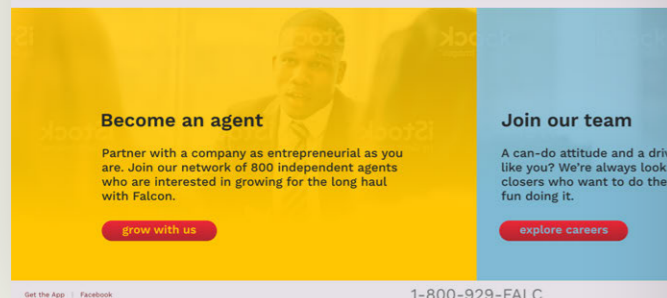 Become an agent
Partner with a company as entrepreneurial as you
are. Join our network of 800 independent agents
who are interested in growing for the long haul
with Falcon.
grow with us
Join our team
A can-do attitude and a
like you? We're always
closers who want to do the
fun doing it.
explore careers
Get the App | Facebook
1-800-929-FALC
iStock